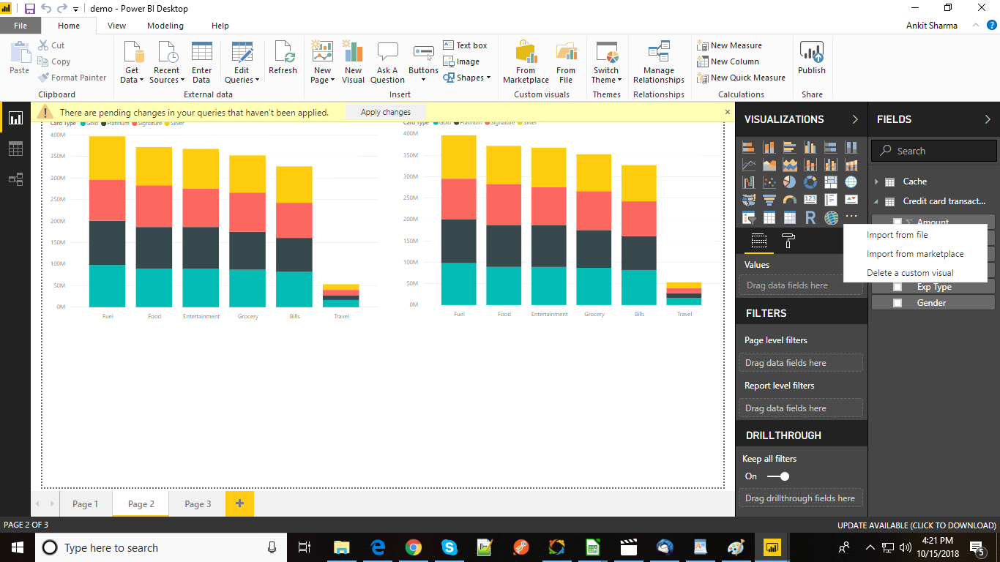 demo - Power BI Desktop
File Home View Modeling Help Ankit Sharma
Paste Cut Copy Format Painter
Get Data Recent Sources Enter Data Edit Queries Refresh
New Page New Visual Ask A Question Buttons Text box Image Shapes
From Marketplace From File Switch Theme Manage Relationships
New Measure New Column New Quick Measure Publish
Clipboard External data Insert Custom visuals Themes Relationships Calculations Share
There are pending changes in your queries that haven't been applied. Apply changes
Card Type Gold Platinum Signature Silver
400M
350M
300M
250M
200M
150M
100M
50M
0M
Fuel Food Entertainment Grocery Bills Travel
Card Type Gold Platinum Signature Silver
400M
350M
300M
250M
200M
150M
100M
50M
0M
Fuel Food Entertainment Grocery Bills Travel
VISUALIZATIONS
123
R
Values
Drag data fields here
FILTERS
Page level filters
Drag data fields here
Report level filters
Drag data fields here
DRILLTHROUGH
Keep all filters
On
Drag drillthrough fields here
FIELDS
Search
Cache
Credit card transact...
Amount
Import from file
Import from marketplace
Delete a custom visual
Exp Type
Gender
Page 1 Page 2 Page 3 +
PAGE 2 OF 3 UPDATE AVAILABLE (CLICK TO DOWNLOAD)
Type here to search
4:21 PM
10/15/2018
5